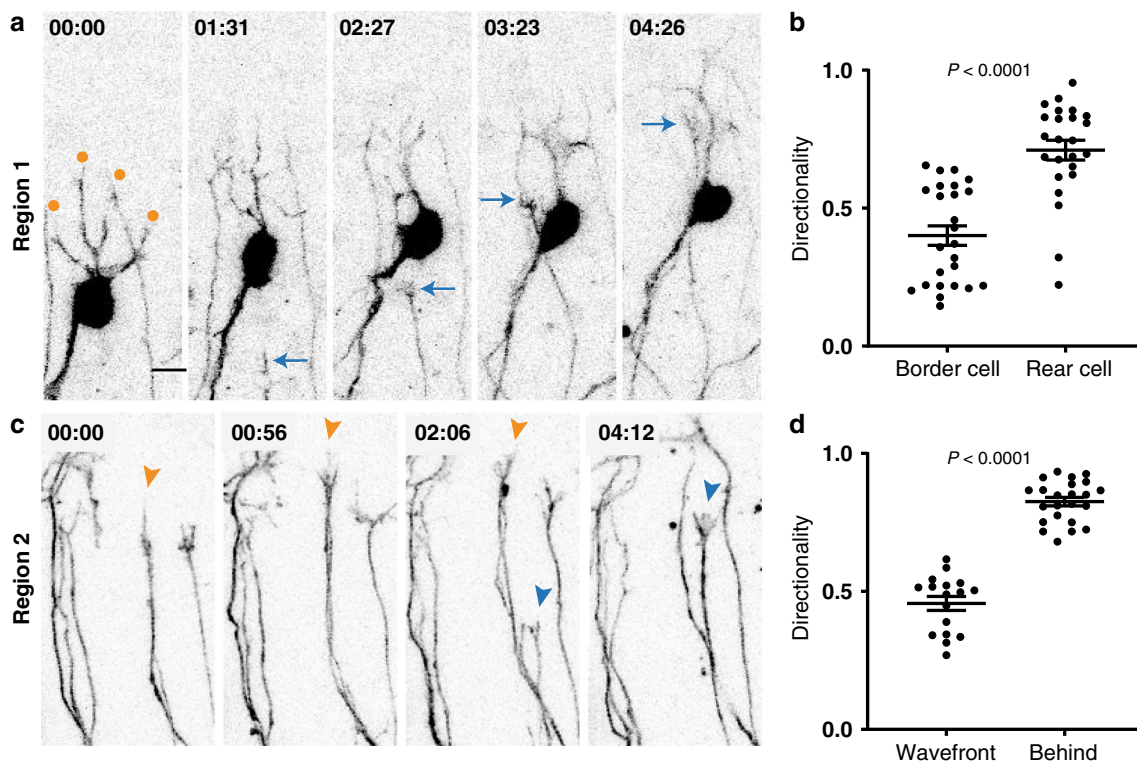 a
00:00
01:31
02:27
03:23
04:26
Region 1
b
P < 0.0001
1.0
0.5
0.0
Directionality
Border cell
Rear cell
c
00:00
00:56
02:06
04:12
Region 2
d
P < 0.0001
1.0
0.5
0.0
Directionality
Wavefront
Behind